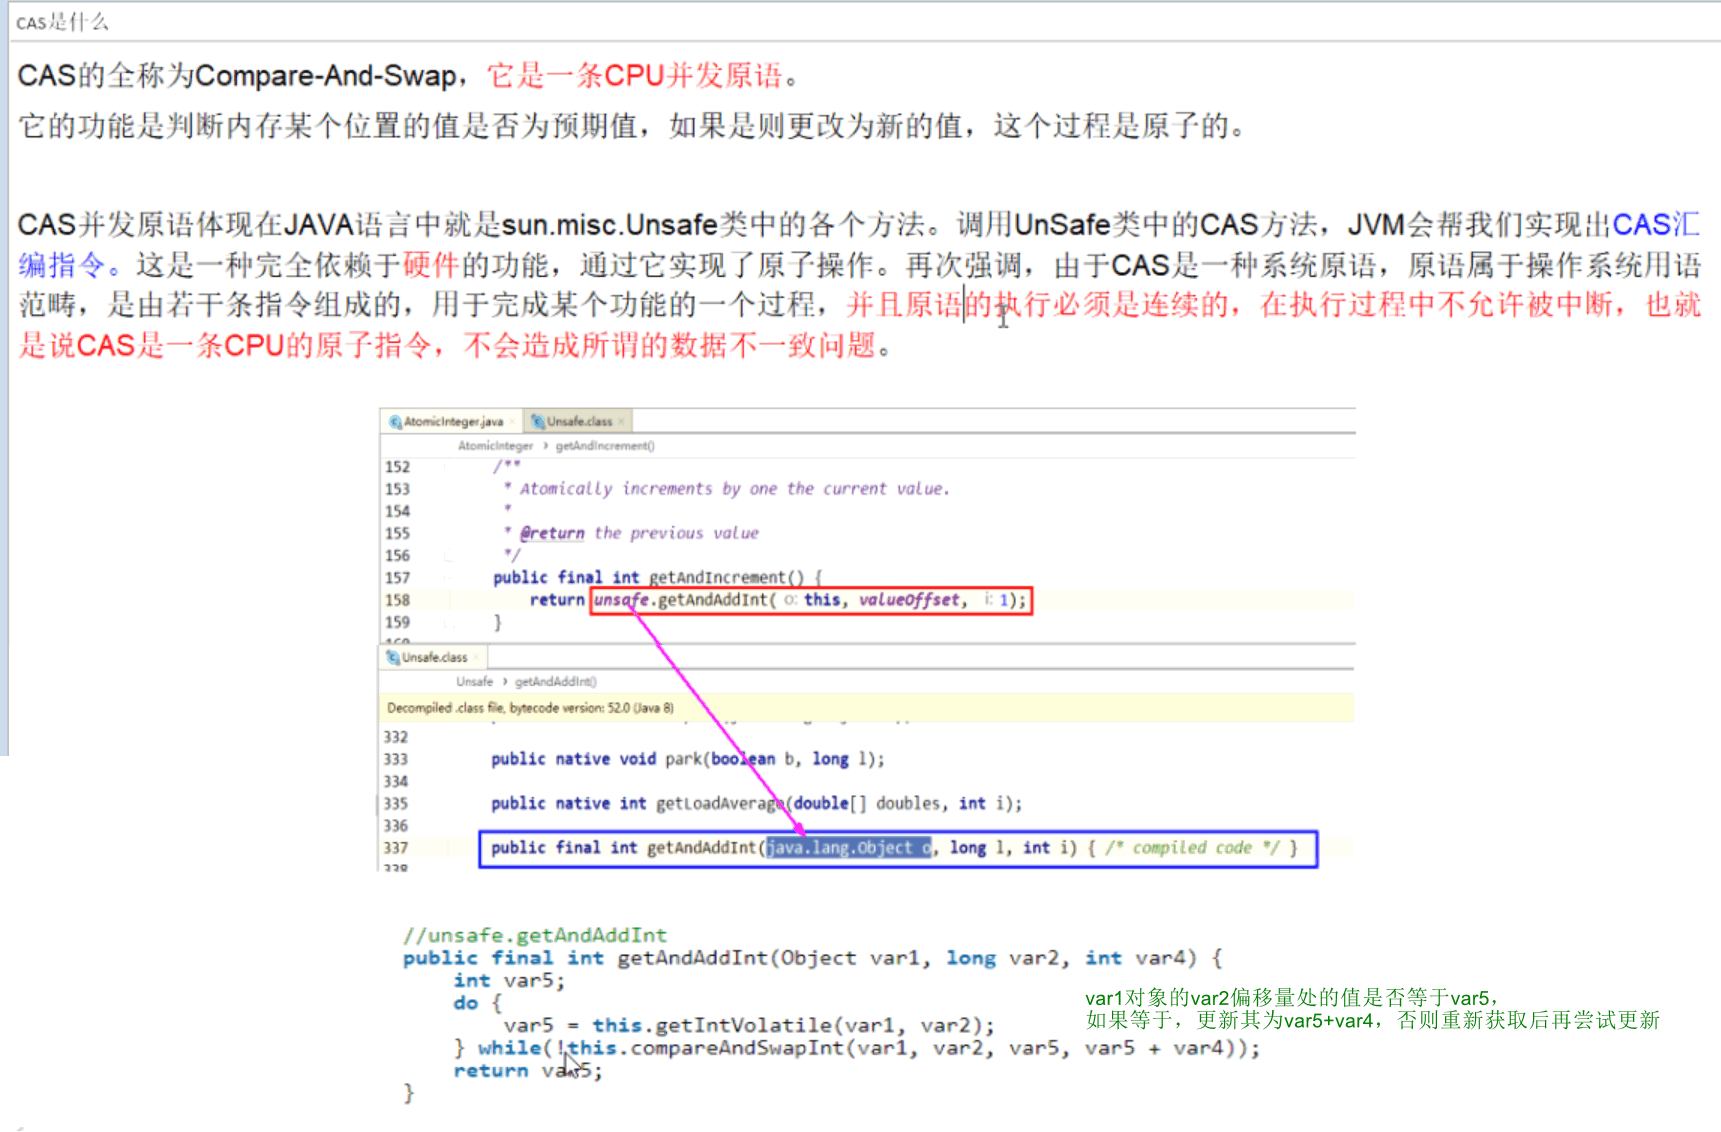 CAS是什么
CAS的全称为Compare-And-Swap，它是一条CPU并发原语。
它的功能是判断内存某个位置的值是否为预期值，如果是则更改为新的值，这个过程是原子的。
CAS并发原语体现在JAVA语言中就是sun.misc.Unsafe类中的各个方法。调用UnSafe类中的CAS方法，JVM会帮我们实现出CAS汇
编指令。这是一种完全依赖于硬件的功能，通过它实现了原子操作。再次强调，由于CAS是一种系统原语，原语属于操作系统用语
范畴，是由若干条指令组成的，用于完成某个功能的一个过程，并且原语的执行必须是连续的，在执行过程中不允许被中断，也就
是说CAS是一条CPU的原子指令，不会造成所谓的数据不一致问题。
AtomicInteger.java × Unsafe.class ×
AtomicInteger › getAndIncrement()
152 /**
153 * Atomically increments by one the current value.
154 *
155 * @return the previous value
156 */
157 public final int getAndIncrement() {
158 return unsafe.getAndAddInt( o: this, valueOffset, i: 1);
159 }
Unsafe.class ×
Unsafe › getAndAddInt()
Decompiled .class file, bytecode version: 52.0 (Java 8)
332
333 public native void park(boolean b, long l);
334
335 public native int getLoadAverage(double[] doubles, int i);
336
337 public final int getAndAddInt(java.lang.Object o, long l, int i) { /* compiled code */ }
//unsafe.getAndAddInt
public final int getAndAddInt(Object var1, long var2, int var4) {
int var5;
do {
var5 = this.getIntVolatile(var1, var2);
} while(!this.compareAndSwapInt(var1, var2, var5, var5 + var4));
return var5;
}
var1对象的var2偏移量处的值是否等于var5，
如果等于，更新其为var5+var4，否则重新获取后再尝试更新